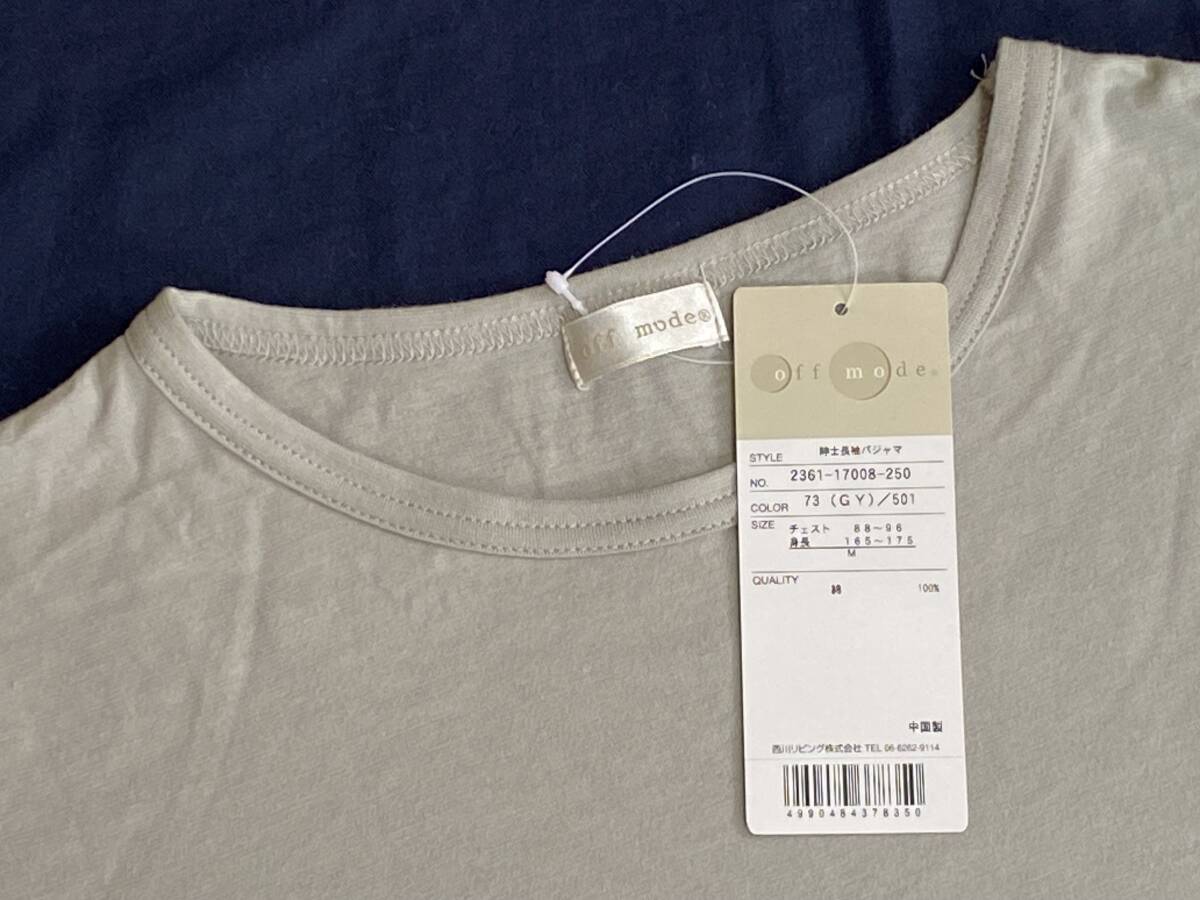 off mode®
off mode®
STYLE 紳士長袖パジャマ
NO. 2361-17008-250
COLOR 73 (GY)/501
SIZE チェスト 88~96
身長 165~175
M
QUALITY
綿 100%
中国製
西川リビング株式会社 TEL 06-6262-9114
4990484378350